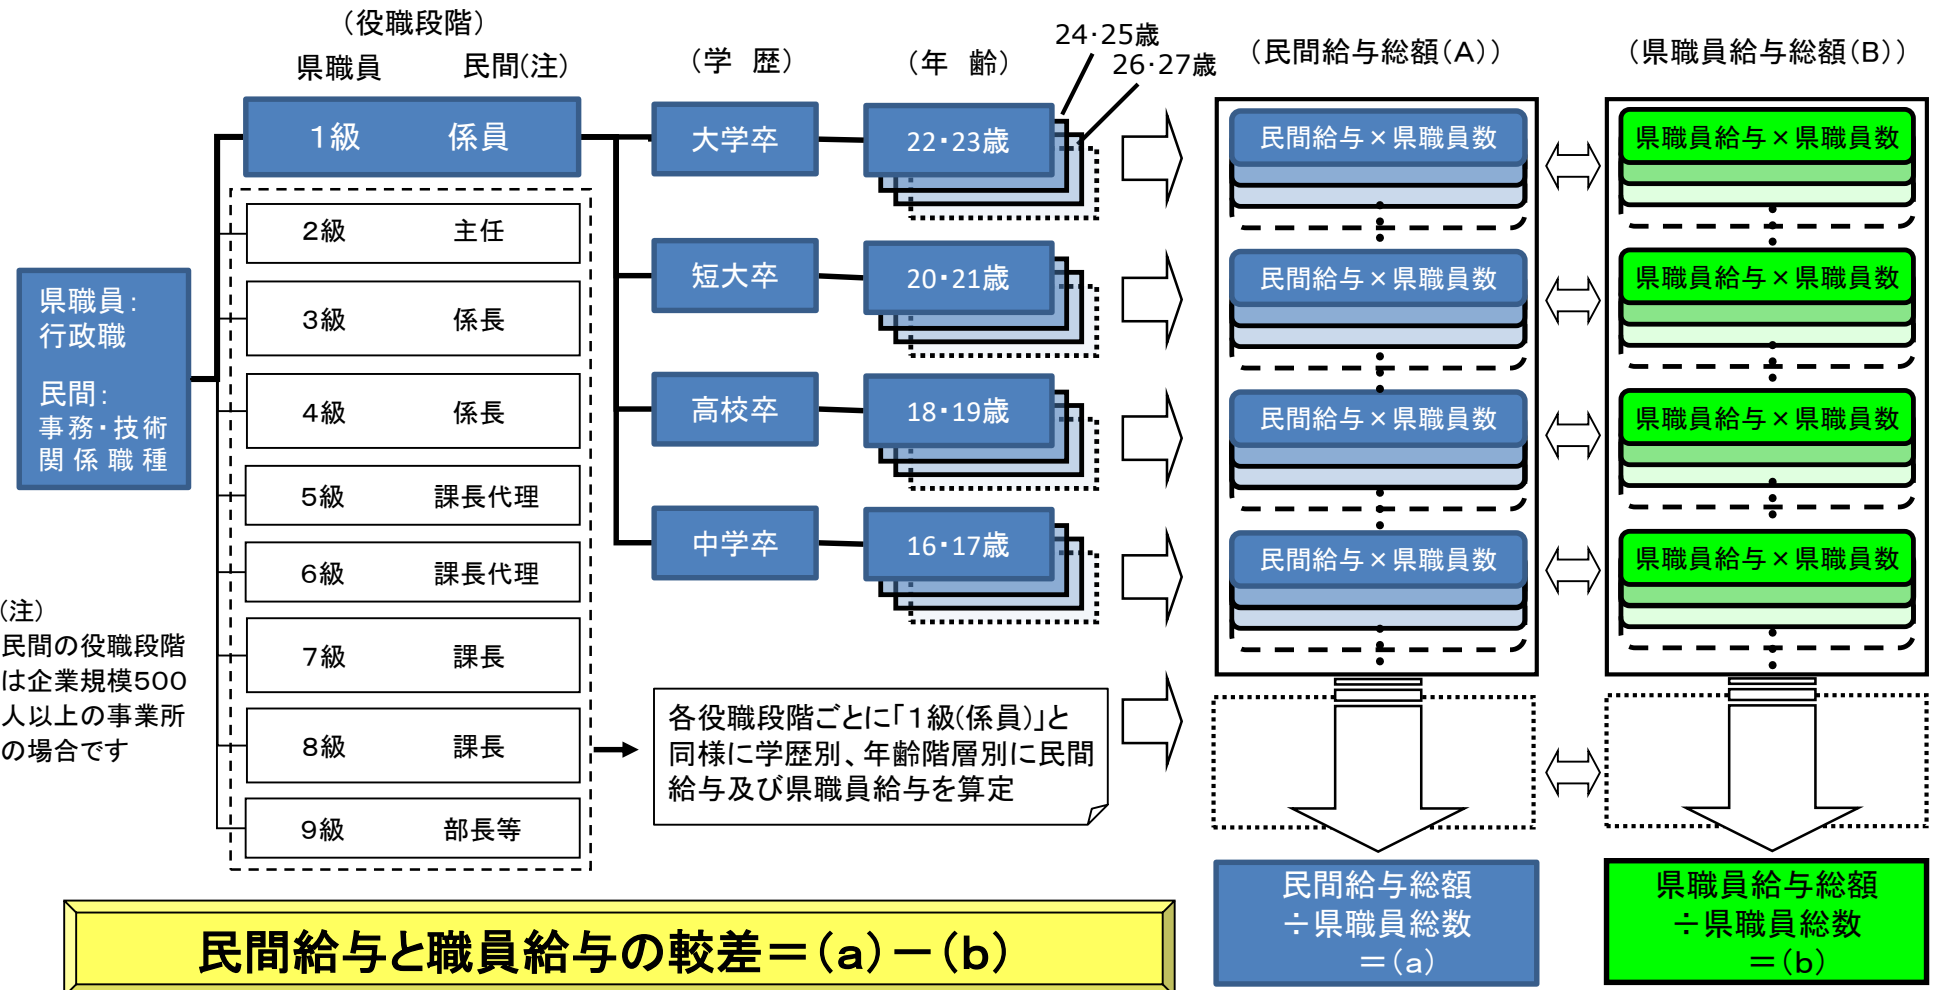 （役職段階）
県職員　民間(注)
（学　歴）
（年　齢）
24・25歳
26・27歳
（民間給与総額(A)）
（県職員給与総額(B)）
1級　係員
2級　主任
3級　係長
4級　係長
5級　課長代理
6級　課長代理
7級　課長
8級　課長
9級　部長等
県職員：
行政職
民間：
事務・技術
関係職種
(注)
民間の役職段階
は企業規模500
人以上の事業所
の場合です
大学卒
22・23歳
民間給与×県職員数
県職員給与×県職員数
短大卒
20・21歳
民間給与×県職員数
県職員給与×県職員数
高校卒
18・19歳
民間給与×県職員数
県職員給与×県職員数
中学卒
16・17歳
民間給与×県職員数
県職員給与×県職員数
各役職段階ごとに「1級(係員)」と
同様に学歴別、年齢階層別に民間
給与及び県職員給与を算定
民間給与総額
÷県職員総数
＝(a)
県職員給与総額
÷県職員総数
＝(b)
民間給与と職員給与の較差＝(a)－(b)